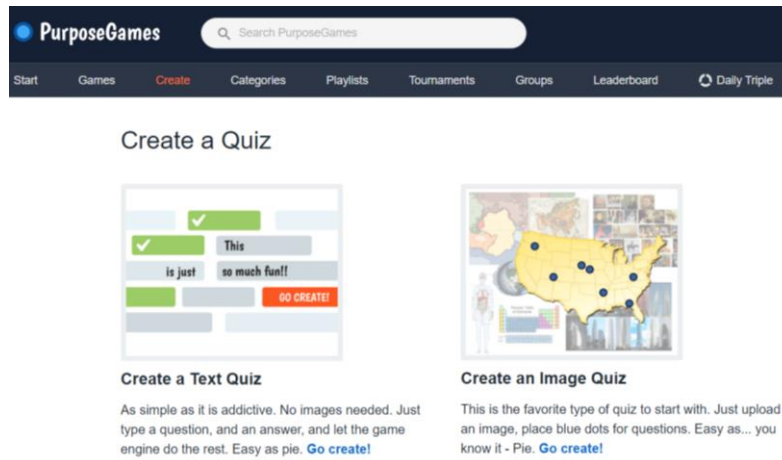 PurposeGames
Search PurposeGames
Start Games Create Categories Playlists Tournaments Groups Leaderboard Daily Triple
Create a Quiz
This
is just so much fun!!
GO CREATE!
Create a Text Quiz
As simple as it is addictive. No images needed. Just
type a question, and an answer, and let the game
engine do the rest. Easy as pie. Go create!
Create an Image Quiz
This is the favorite type of quiz to start with. Just upload
an image, place blue dots for questions. Easy as... you
know it - Pie. Go create!